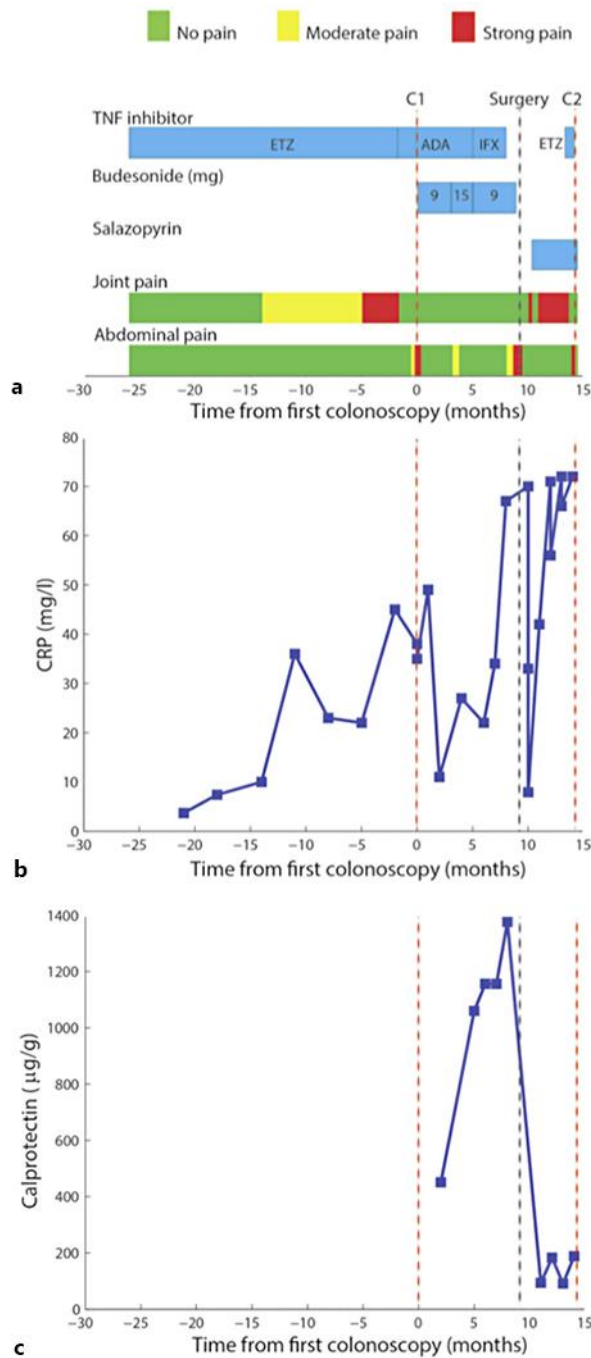 No pain Moderate pain Strong pain
C1 Surgery C2
TNF inhibitor
ETZ ADA IFX ETZ
Budesonide (mg)
9 15 9
Salazopyrin
Joint pain
Abdominal pain
−30 −25 −20 −15 −10 −5 0 5 10 15
a Time from first colonoscopy (months)
80
70
60
50
40
30
20
10
0
CRP (mg/l)
−30 −25 −20 −15 −10 −5 0 5 10 15
b Time from first colonoscopy (months)
1400
1200
1000
800
600
400
200
0
Calprotectin ( µg/g)
−30 −25 −20 −15 −10 −5 0 5 10 15
c Time from first colonoscopy (months)